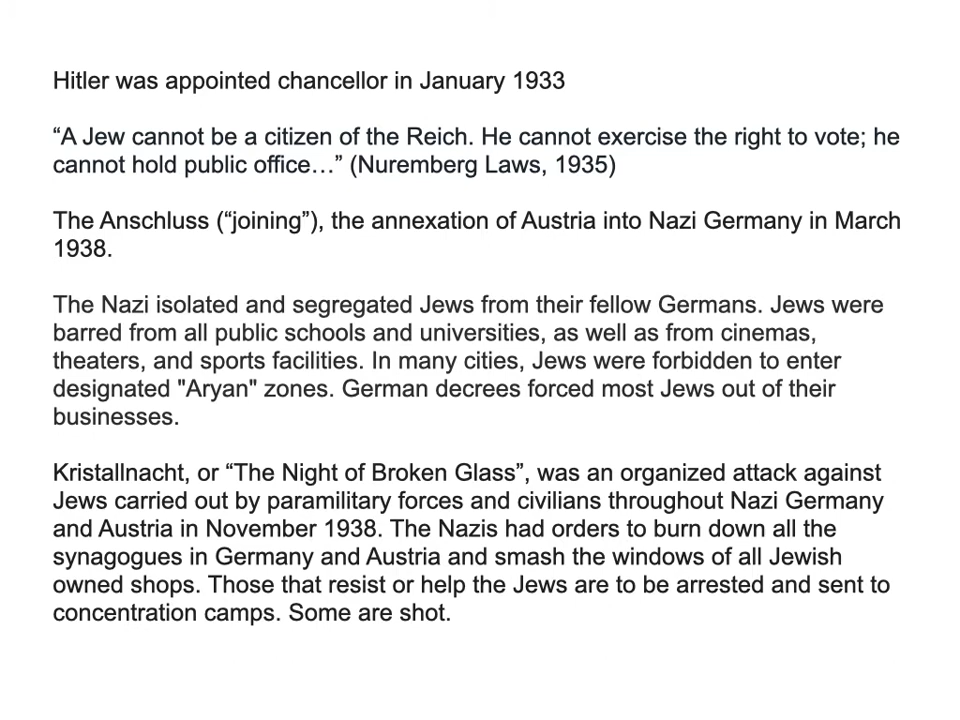 Hitler was appointed chancellor in January 1933
“A Jew cannot be a citizen of the Reich. He cannot exercise the right to vote; he
cannot hold public office…” (Nuremberg Laws, 1935)
The Anschluss (“joining”), the annexation of Austria into Nazi Germany in March
1938.
The Nazi isolated and segregated Jews from their fellow Germans. Jews were
barred from all public schools and universities, as well as from cinemas,
theaters, and sports facilities. In many cities, Jews were forbidden to enter
designated "Aryan" zones. German decrees forced most Jews out of their
businesses.
Kristallnacht, or “The Night of Broken Glass”, was an organized attack against
Jews carried out by paramilitary forces and civilians throughout Nazi Germany
and Austria in November 1938. The Nazis had orders to burn down all the
synagogues in Germany and Austria and smash the windows of all Jewish
owned shops. Those that resist or help the Jews are to be arrested and sent to
concentration camps. Some are shot.